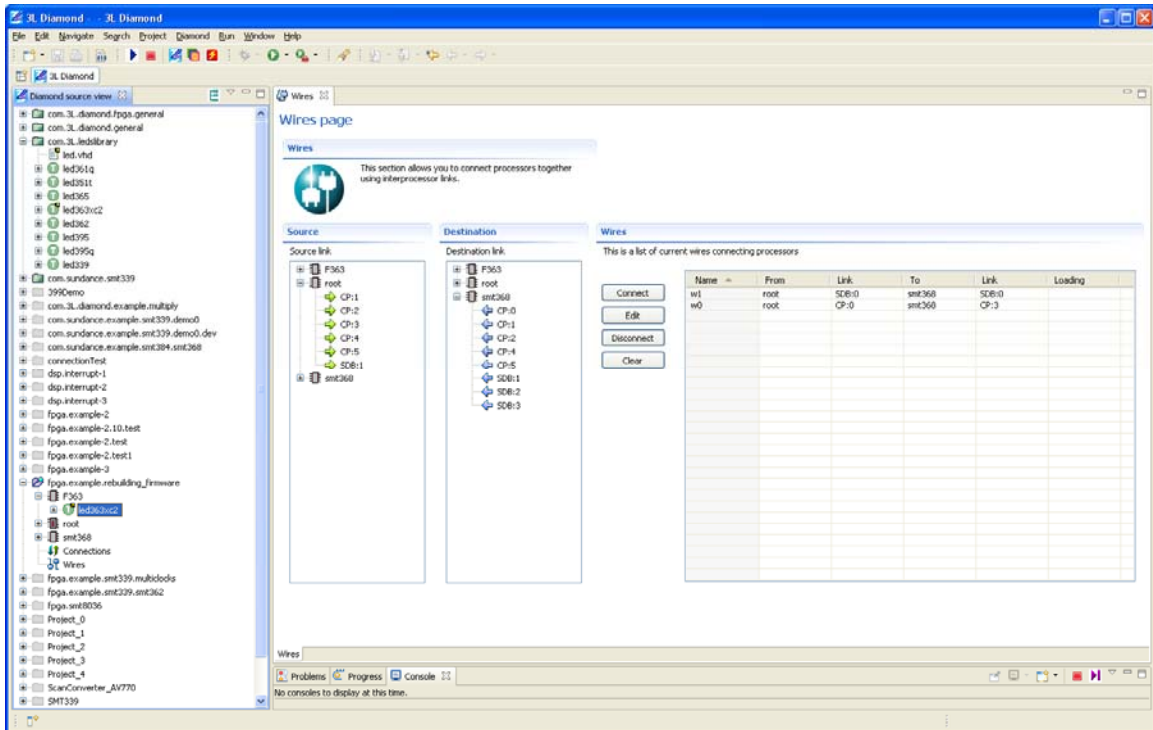 3L Diamond - - 3L Diamond
File Edit Navigate Search Project Diamond Run Window Help
3L Diamond
Diamond source view
com.3L.diamond.fpga.general
com.3L.diamond.general
com.3L.ledslibrary
led.vhd
led361q
led351t
led365
led363xc2
led362
led395
led395q
led339
com.sundance.smt339
399Demo
com.3L.diamond.example.multiply
com.sundance.example.smt339.demo0
com.sundance.example.smt339.demo0.dev
com.sundance.example.smt384.smt368
connectionTest
dsp.interrupt-1
dsp.interrupt-2
dsp.interrupt-3
fpga.example-2
fpga.example-2.10.test
fpga.example-2.test
fpga.example-2.test1
fpga.example-3
fpga.example.rebuilding_firmware
F363
led363xc2
root
smt368
Connections
Wires
fpga.example.smt339.multiclocks
fpga.example.smt339.smt362
fpga.smt8036
Project_0
Project_1
Project_2
Project_3
Project_4
ScanConverter_AV770
SMT339
Wires
Wires page
Wires
This section allows you to connect processors together
using interprocessor links.
Source
Source link
F363
root
CP:1
CP:2
CP:3
CP:4
CP:5
SDB:1
smt368
Destination
Destination link
F363
root
smt368
CP:0
CP:1
CP:2
CP:4
CP:5
SDB:1
SDB:2
SDB:3
Wires
This is a list of current wires connecting processors
Connect
Edit
Disconnect
Clear
Name From Link To Link Loading
w1 root SDB:0 smt368 SDB:0
w0 root CP:0 smt368 CP:3
Wires
Problems Progress Console
No consoles to display at this time.